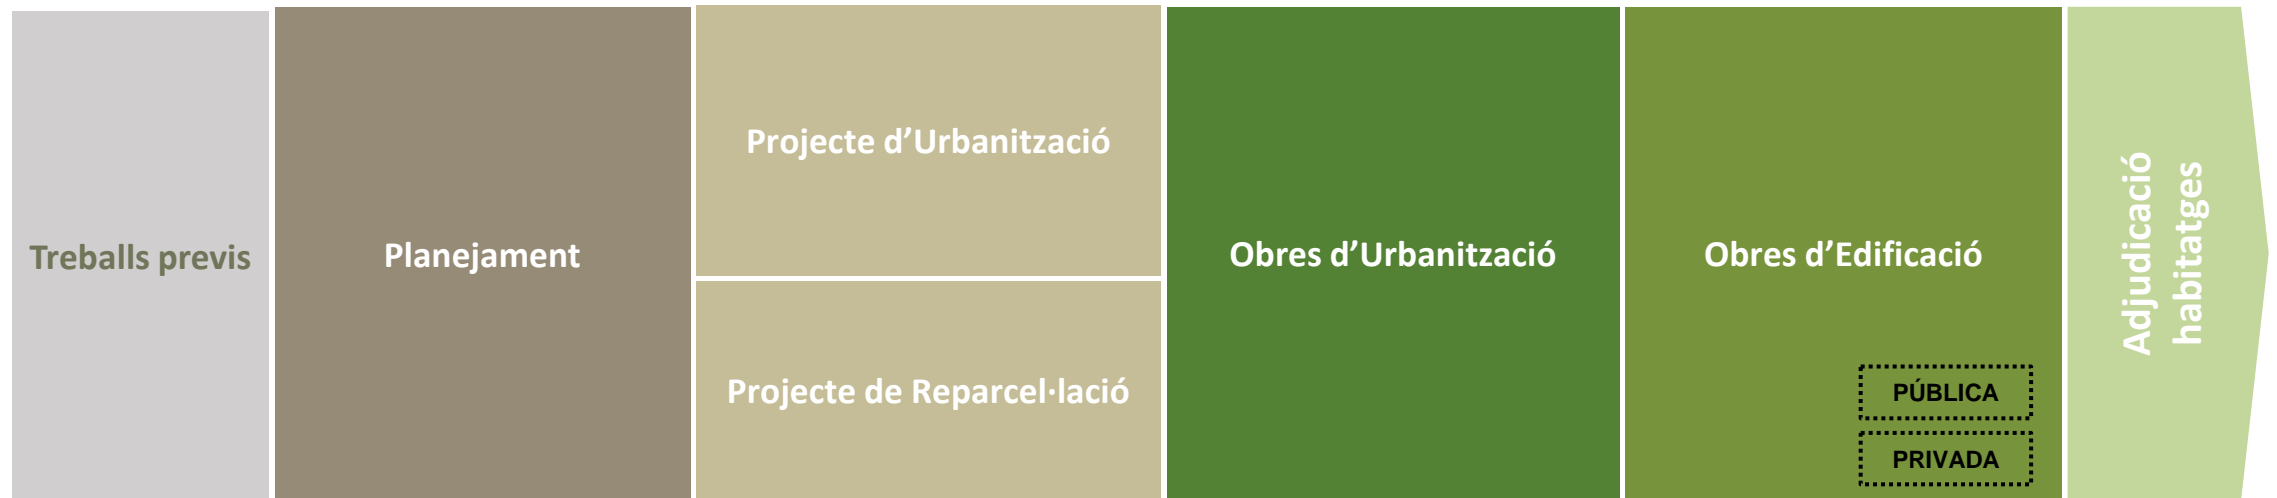 Treballs previs
Planejament
Projecte d’Urbanització
Projecte de Reparcel·lació
Obres d’Urbanització
Obres d’Edificació
PÚBLICA
PRIVADA
Adjudicació
habitatges